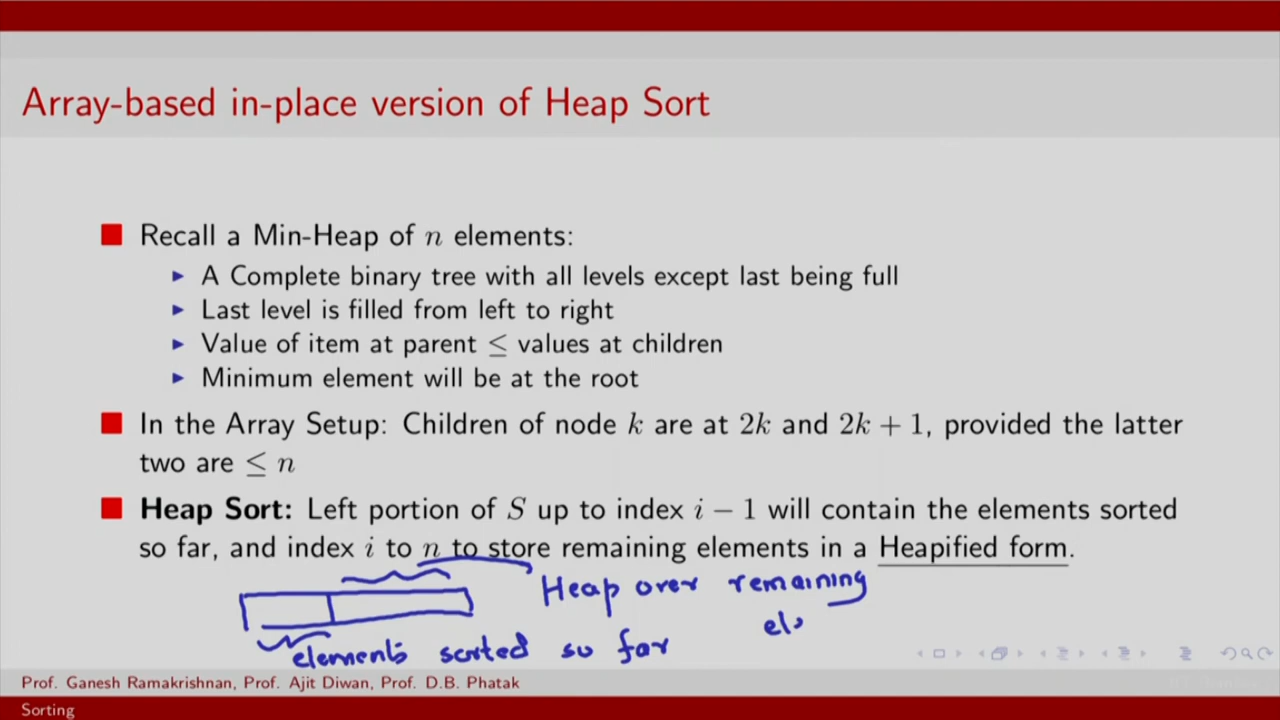 Array-based in-place version of Heap Sort
Recall a Min-Heap of n elements:
A Complete binary tree with all levels except last being full
Last level is filled from left to right
Value of item at parent ≤ values at children
Minimum element will be at the root
In the Array Setup: Children of node k are at 2k and 2k + 1, provided the latter
two are ≤ n
Heap Sort: Left portion of S up to index i − 1 will contain the elements sorted
so far, and index i to n to store remaining elements in a Heapified form.
Heap over remaining
els
elements sorted so far
Prof. Ganesh Ramakrishnan, Prof. Ajit Diwan, Prof. D.B. Phatak
Sorting